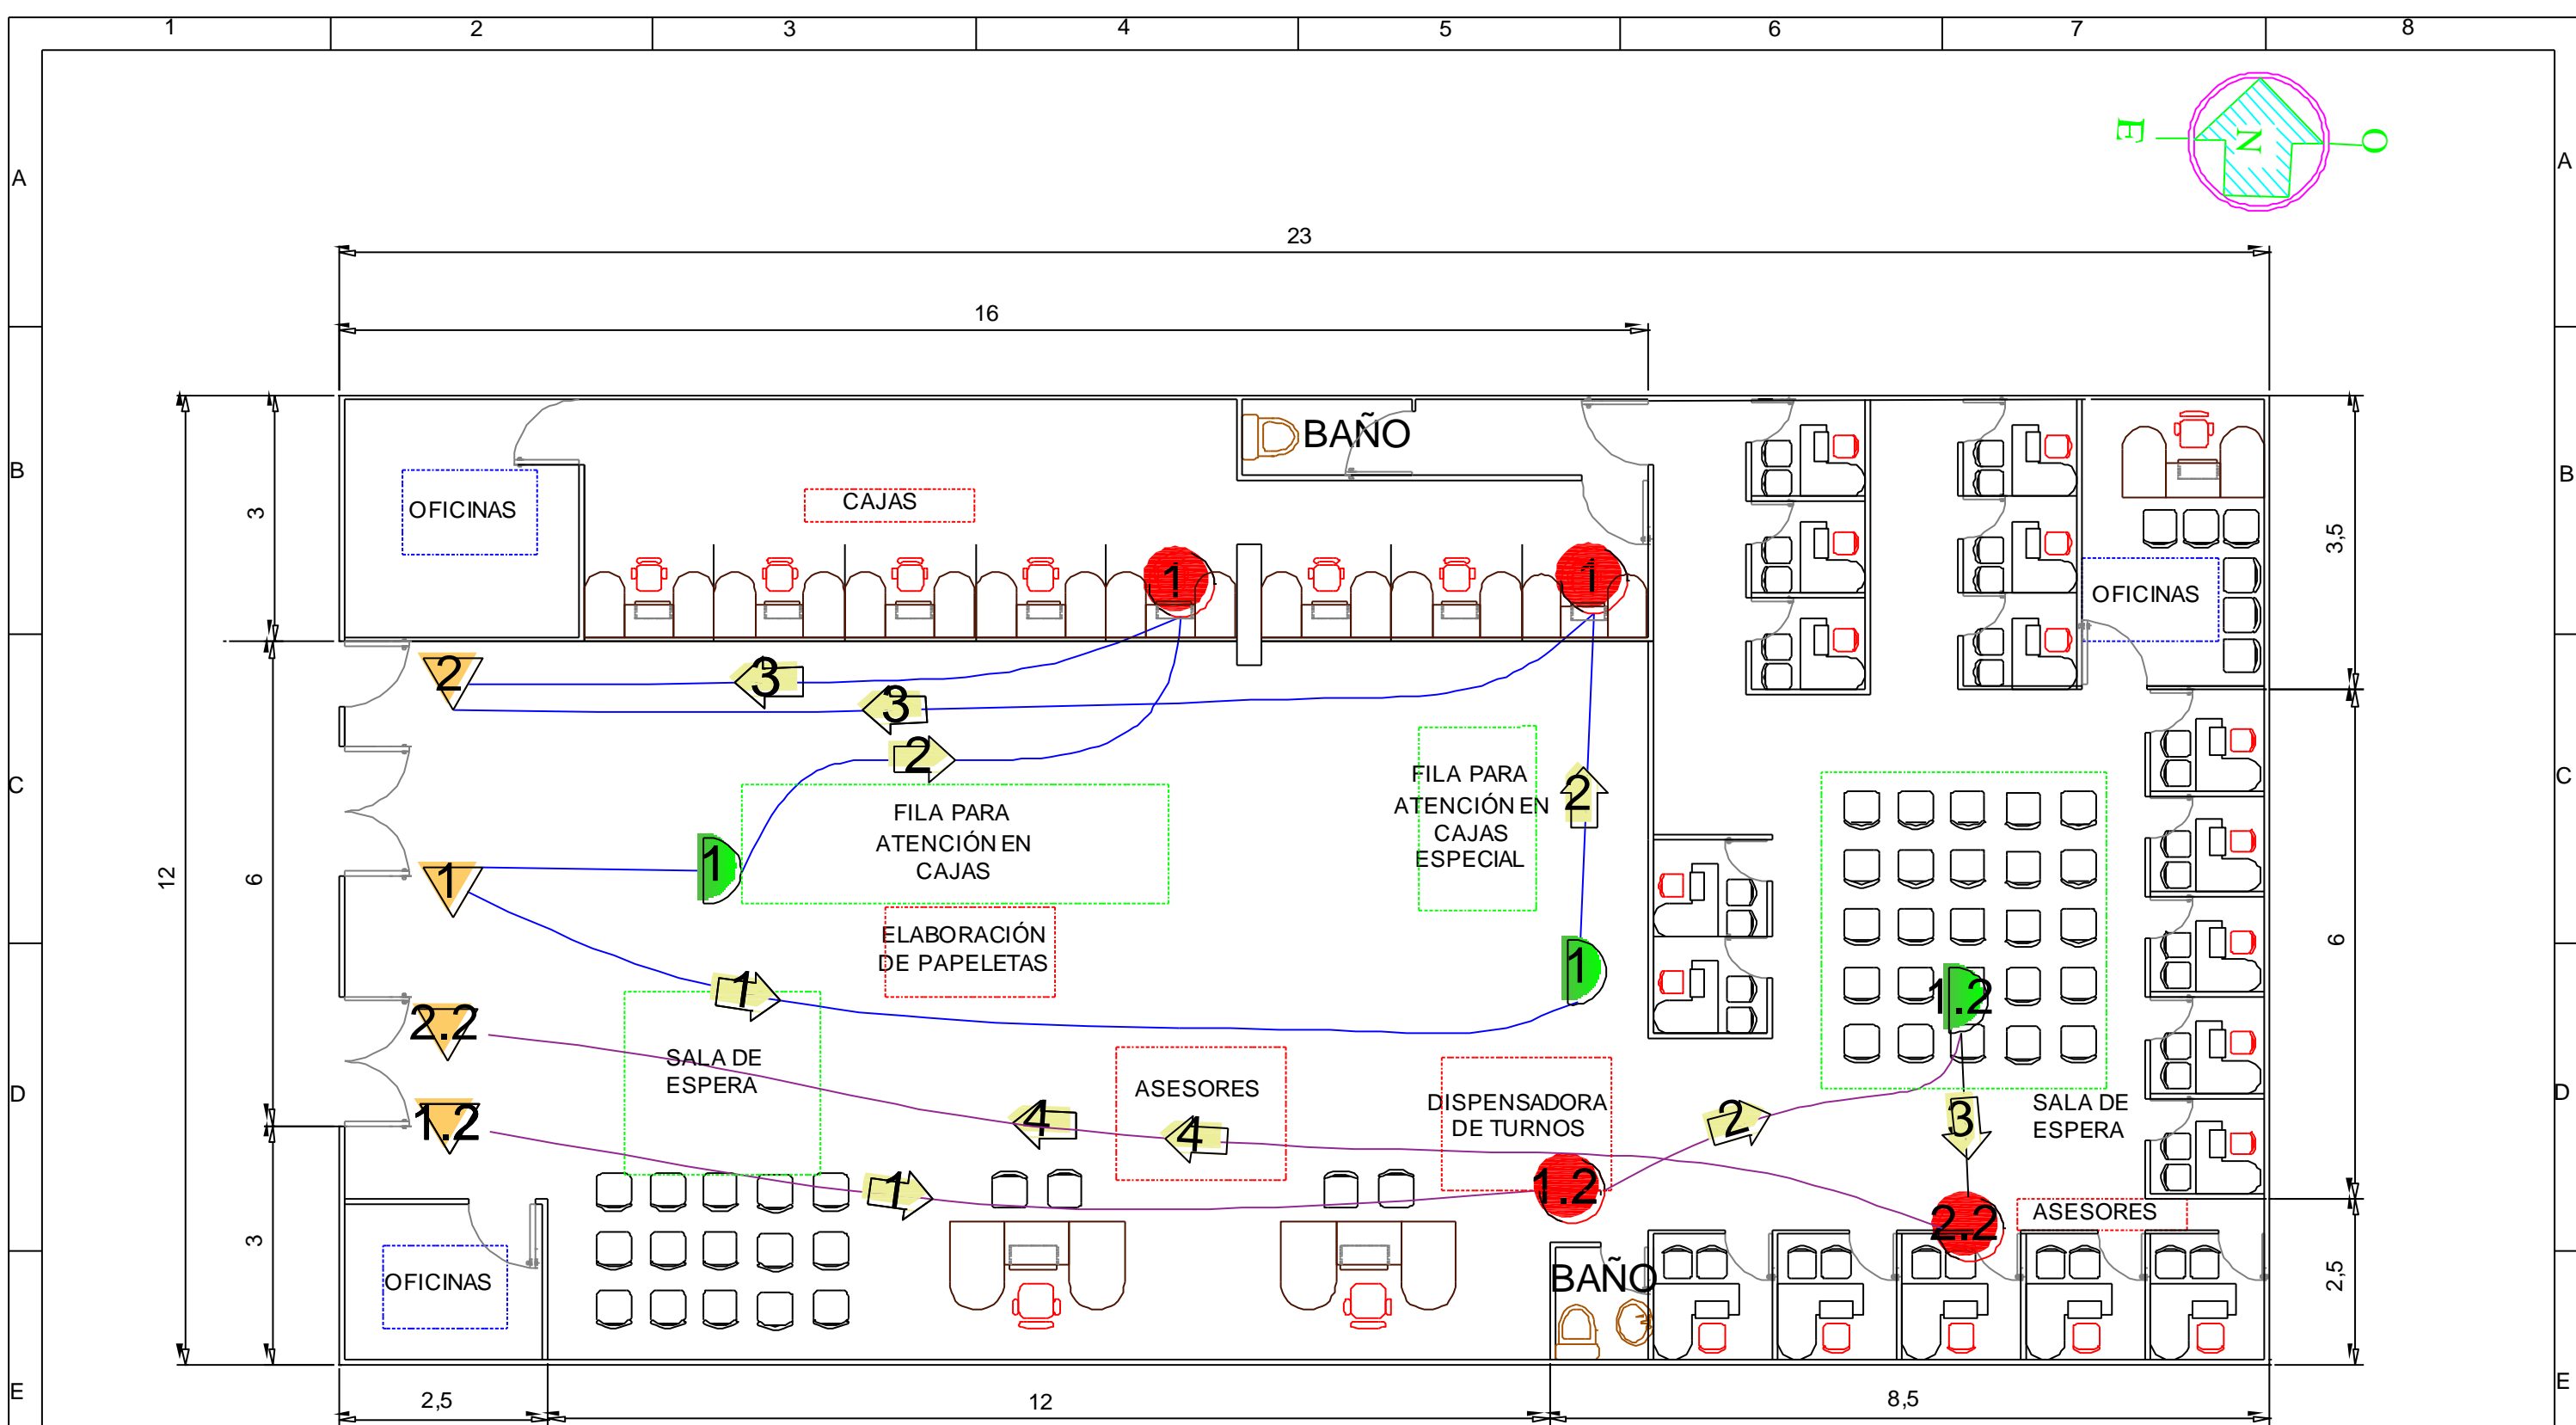 1 2 3 4 5 6 7 8
A A
E N O
23
16
BAÑO
B B
OFICINAS
CAJAS
3
3,5
1 1
OFICINAS
2
3
3
2
FILA PARA
ATENCIÓN EN
CAJAS
ESPECIAL
2
C C
FILA PARA
ATENCIÓN EN
CAJAS
1
1
12
6
6
ELABORACIÓN
DE PAPELETAS
1
1
1.2
2.2
SALA DE
ESPERA
ASESORES
DISPENSADORA
DE TURNOS
SALA DE
ESPERA
D D
1.2
4
4
2
3
1
1.2
2.2
ASESORES
3
2,5
OFICINAS
BAÑO
E E
2,5
12
8,5